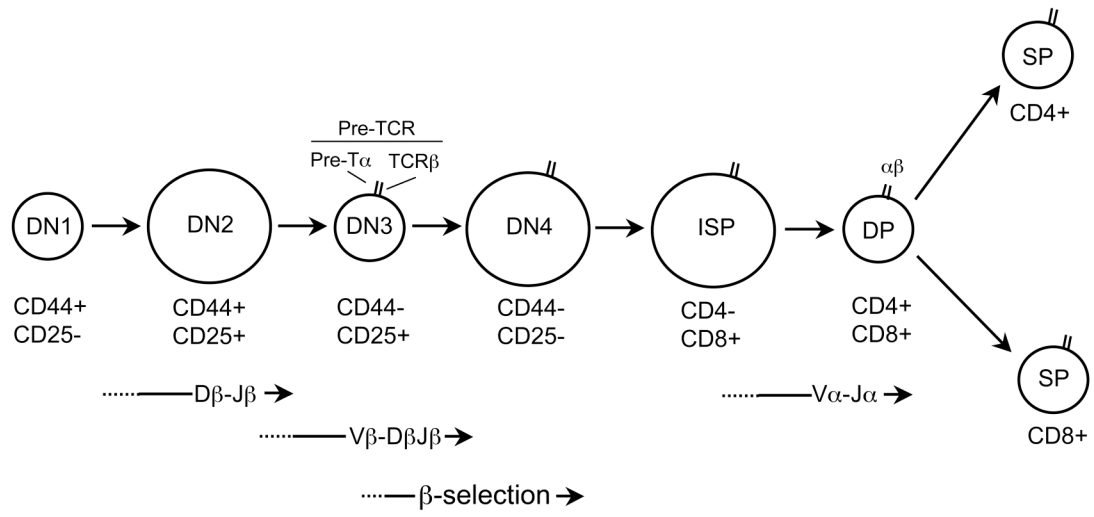 SP
CD4+
Pre-TCR
Pre-Tα TCRβ
αβ
DN1 DN2 DN3 DN4 ISP DP
CD44+ CD44+ CD44- CD44- CD4- CD4+
CD25- CD25+ CD25+ CD25- CD8+ CD8+
SP
CD8+
Dβ-Jβ Vα-Jα
Vβ-DβJβ
β-selection